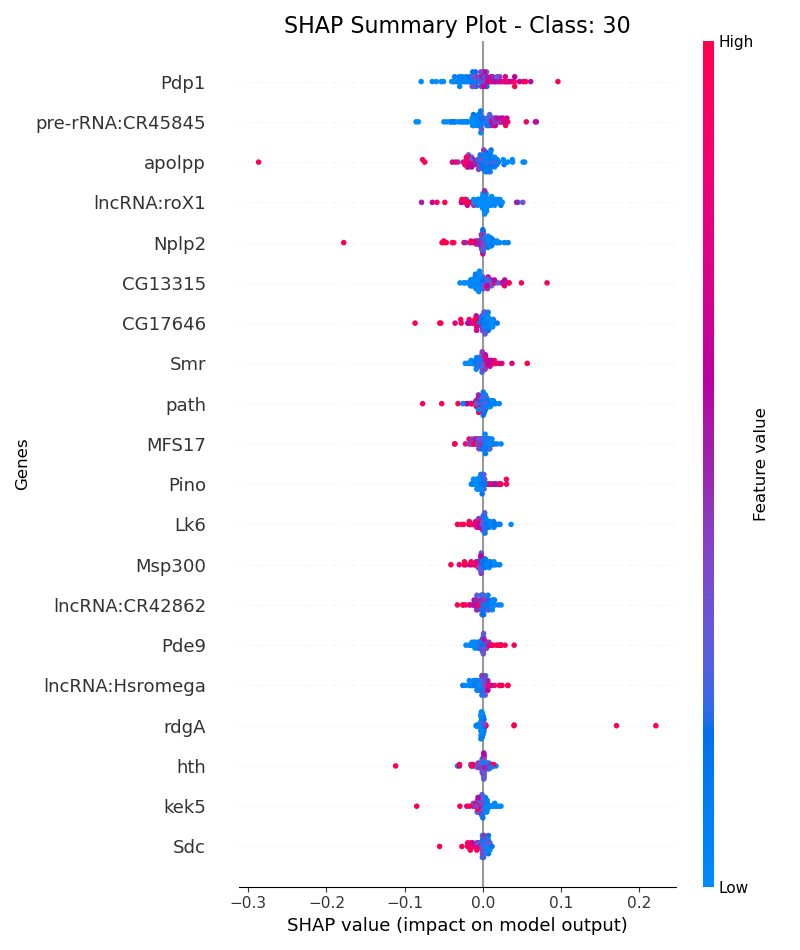 SHAP Summary Plot - Class: 30
High
Pdp1
pre-rRNA:CR45845
apolpp
lncRNA:roX1
Nplp2
CG13315
CG17646
Smr
path
MFS17
Pino
Lk6
Msp300
lncRNA:CR42862
Pde9
lncRNA:Hsromega
rdgA
hth
kek5
Sdc
Genes
Feature value
Low
−0.3 −0.2 −0.1 0.0 0.1 0.2
SHAP value (impact on model output)